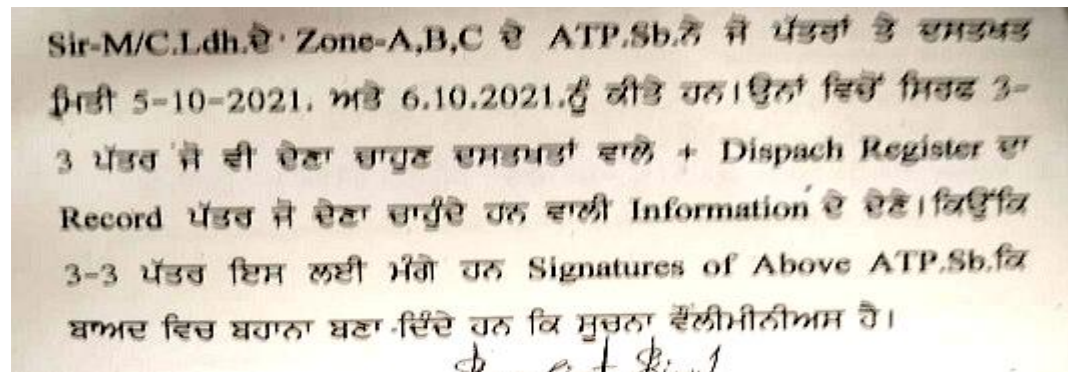 Sir-M/C.Ldh.ਦੇ Zone-A,B,C ਦੇ ATP.Sb.ਨੇ ਜੋ ਪੱਤਰਾਂ ਤੇ ਦਸਤਖਤ
ਮਿਤੀ 5-10-2021. ਅਤੇ 6.10.2021.ਨੂੰ ਕੀਤੇ ਹਨ।ਉਨਾਂ ਵਿਚੋਂ ਸਿਰਫ 3-
3 ਪੱਤਰ ਜੋ ਵੀ ਦੇਣਾ ਚਾਹੁਣ ਦਸਤਖਤਾਂ ਵਾਲੇ + Dispach Register ਦਾ
Record ਪੱਤਰ ਜੋ ਦੇਣਾ ਚਾਹੁੰਦੇ ਹਨ ਵਾਲੀ Information ਦੇ ਦੇਣੇ।ਕਿਉਂਕਿ
3-3 ਪੱਤਰ ਇਸ ਲਈ ਮੰਗੇ ਹਨ Signatures of Above ATP.Sb.ਕਿ
ਬਾਅਦ ਵਿਚ ਬਹਾਨਾ ਬਣਾ ਦਿੰਦੇ ਹਨ ਕਿ ਸੂਚਨਾ ਵੌਲੀਮੀਨੀਅਸ ਹੈ।